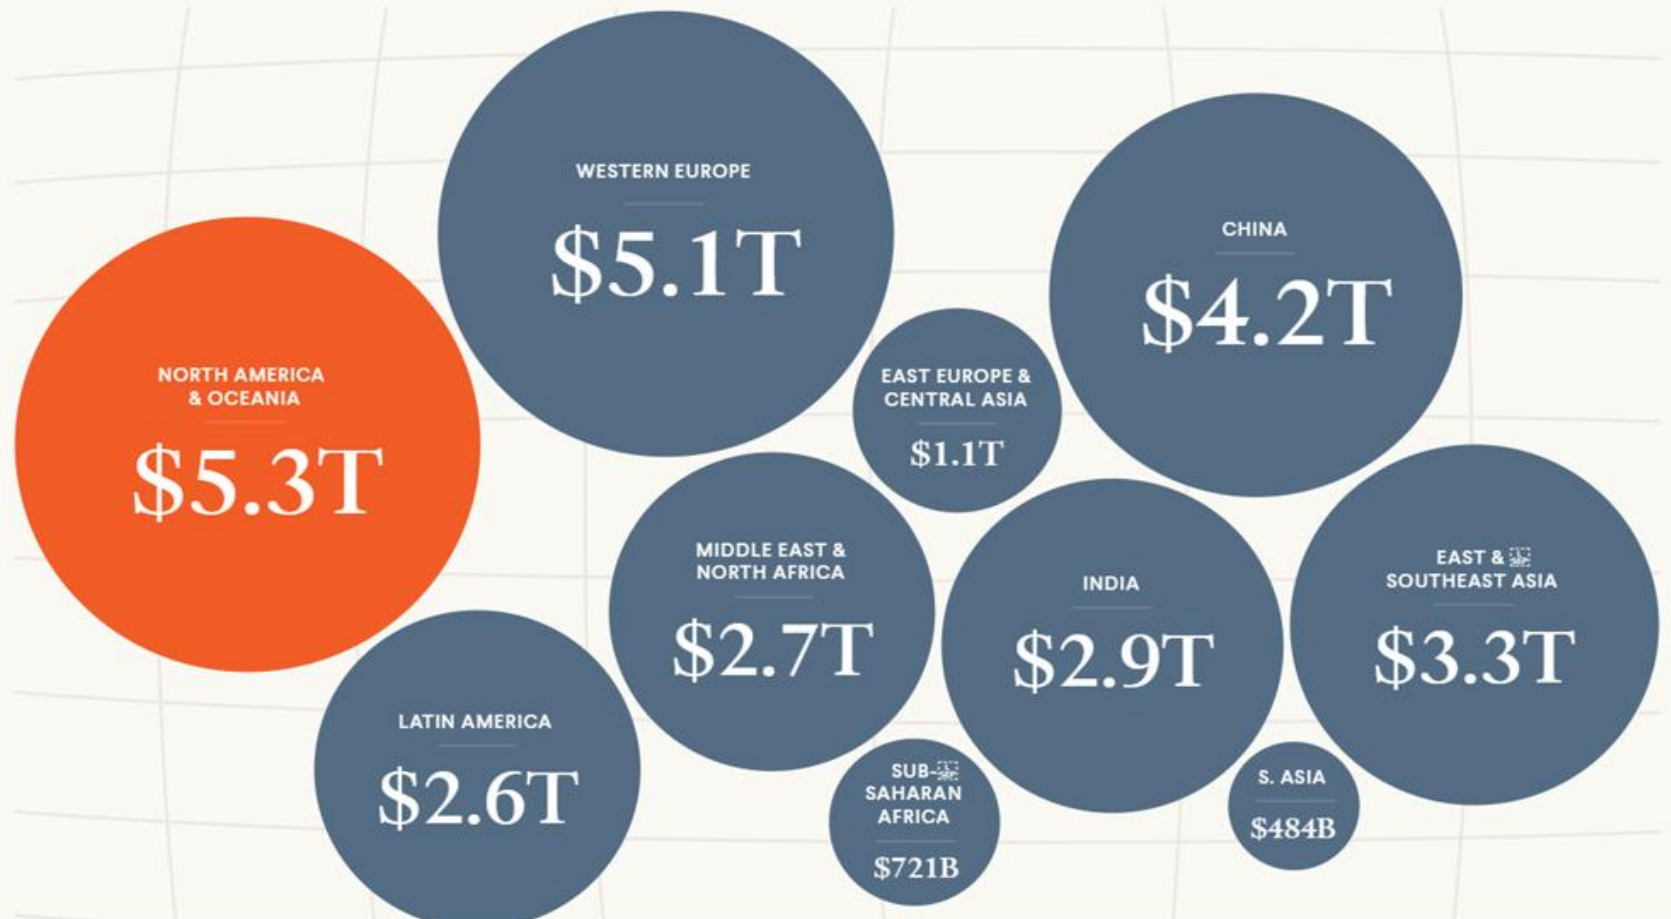 WESTERN EUROPE
$5.1T
CHINA
$4.2T
NORTH AMERICA
& OCEANIA
$5.3T
EAST EUROPE &
CENTRAL ASIA
$1.1T
MIDDLE EAST &
NORTH AFRICA
$2.7T
INDIA
$2.9T
EAST &
SOUTHEAST ASIA
$3.3T
LATIN AMERICA
$2.6T
SUB-
SAHARAN
AFRICA
$721B
S. ASIA
$484B